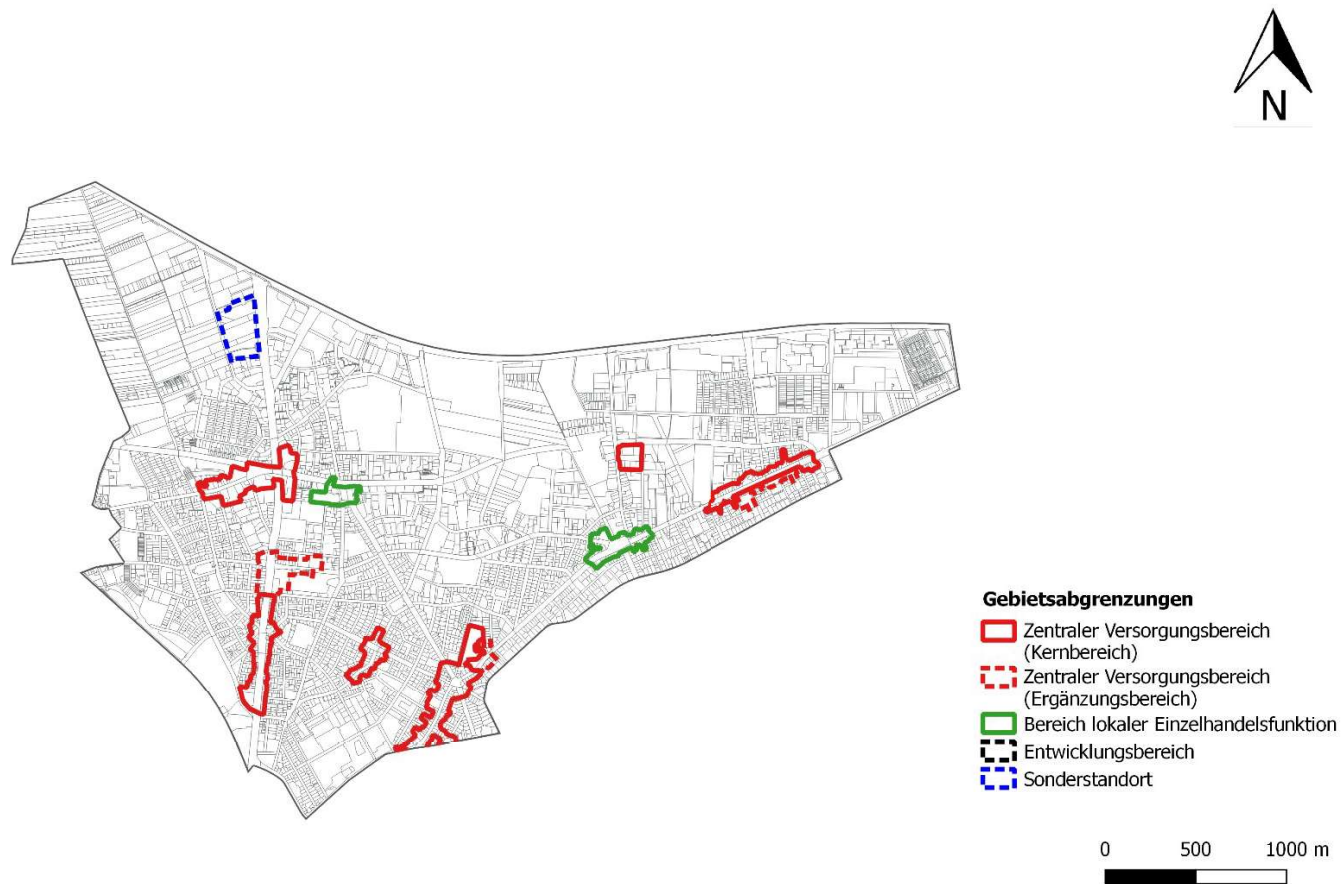 N
Gebietsabgrenzungen
Zentraler Versorgungsbereich
(Kernbereich)
Zentraler Versorgungsbereich
(Ergänzungsbereich)
Bereich lokaler Einzelhandelsfunktion
Entwicklungsbereich
Sonderstandort
0 500 1000 m